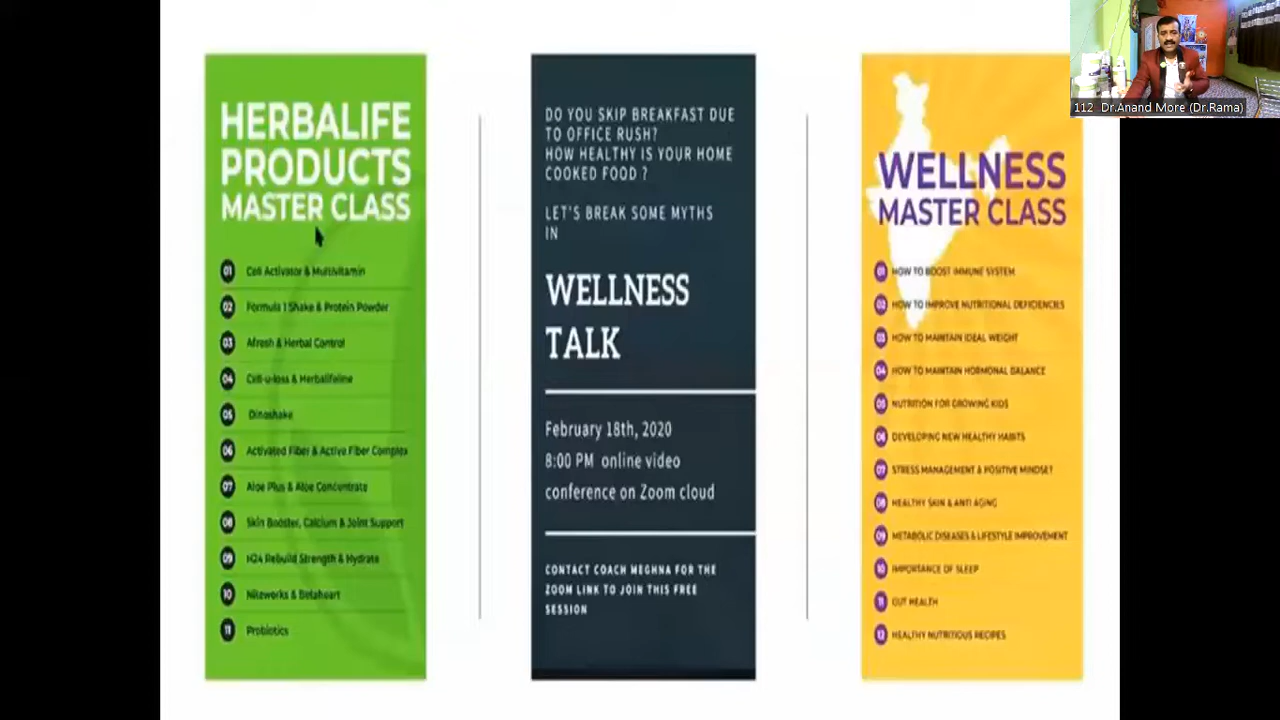 HERBALIFE
PRODUCTS
MASTER CLASS
01 Cell Activator & Multivitamin
02 Formula 1 Shake & Protein Powder
03 Afresh & Herbal Control
04 Cell-u-loss & Herbalifeline
05 Dinoshake
06 Activated Fiber & Active Fiber Complex
07 Aloe Plus & Aloe Concentrate
08 Skin Booster, Calcium & Joint Support
09 H24 Rebuild Strength & Hydrate
10 Niteworks & Betaheart
11 Probiotics
DO YOU SKIP BREAKFAST DUE
TO OFFICE RUSH?
HOW HEALTHY IS YOUR HOME
COOKED FOOD ?
LET'S BREAK SOME MYTHS
IN
WELLNESS
TALK
February 18th, 2020
8:00 PM online video
conference on Zoom cloud
CONTACT COACH MEGHNA FOR THE
ZOOM LINK TO JOIN THIS FREE
SESSION
WELLNESS
MASTER CLASS
01 HOW TO BOOST IMMUNE SYSTEM
02 HOW TO IMPROVE NUTRITIONAL DEFICIENCIES
03 HOW TO MAINTAIN IDEAL WEIGHT
04 HOW TO MAINTAIN HORMONAL BALANCE
05 NUTRITION FOR GROWING KIDS
06 DEVELOPING NEW HEALTHY HABITS
07 STRESS MANAGEMENT & POSITIVE MINDSET
08 HEALTHY SKIN & ANTI AGING
09 METABOLIC DISEASES & LIFESTYLE IMPROVEMENT
10 IMPORTANCE OF SLEEP
11 GUT HEALTH
12 HEALTHY NUTRITIOUS RECIPES
112 Dr.Anand More (Dr.Rama)